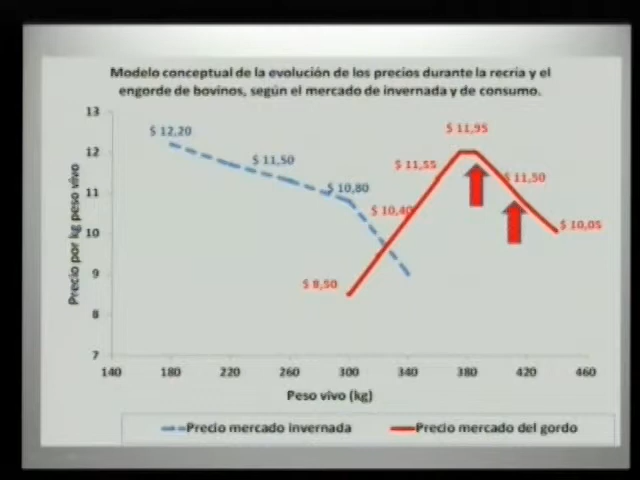 Modelo conceptual de la evolución de los precios durante la recría y el
engorde de bovinos, según el mercado de invernada y de consumo.
Precio por kg peso vivo
13
12
11
10
9
8
7
$ 12,20
$ 11,50
$ 10,80
$ 8,50
$ 10,40
$ 11,55
$ 11,95
$ 11,50
$ 10,05
140 180 220 260 300 340 380 420 460
Peso vivo (kg)
Precio mercado invernada Precio mercado del gordo